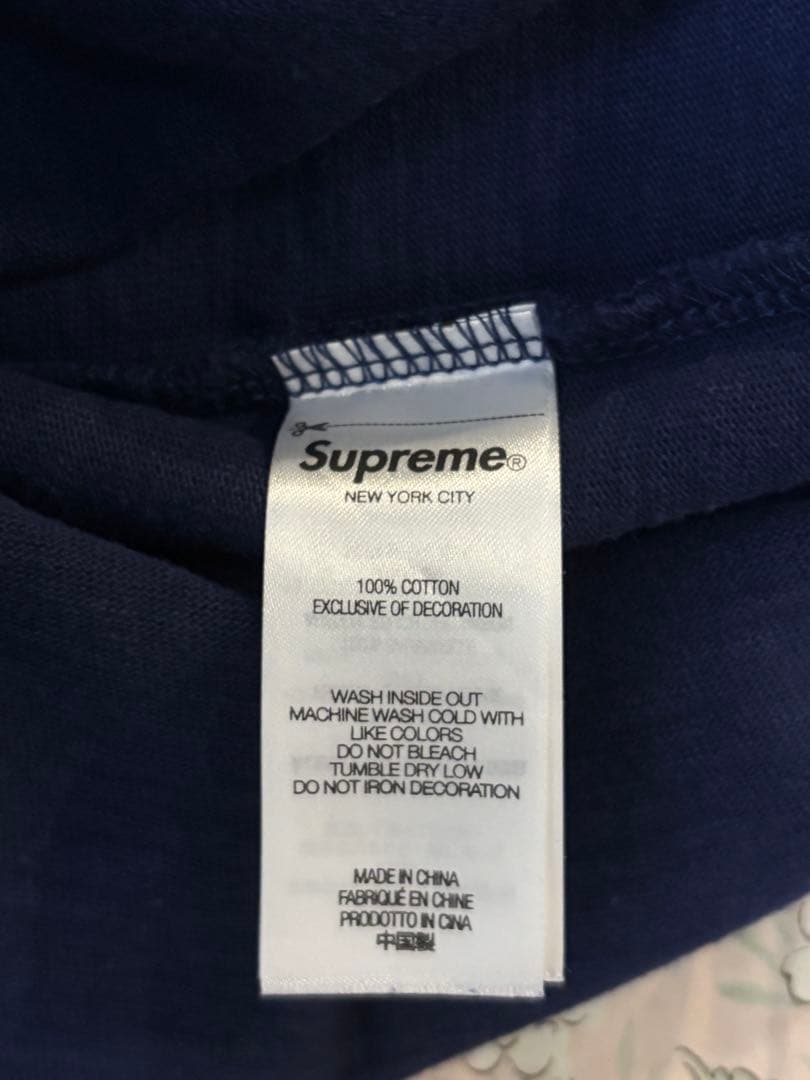 Supreme®
NEW YORK CITY
100% COTTON
EXCLUSIVE OF DECORATION
WASH INSIDE OUT
MACHINE WASH COLD WITH
LIKE COLORS
DO NOT BLEACH
TUMBLE DRY LOW
DO NOT IRON DECORATION
MADE IN CHINA
FABRIQUÉ EN CHINE
PRODOTTO IN CINA
中国製